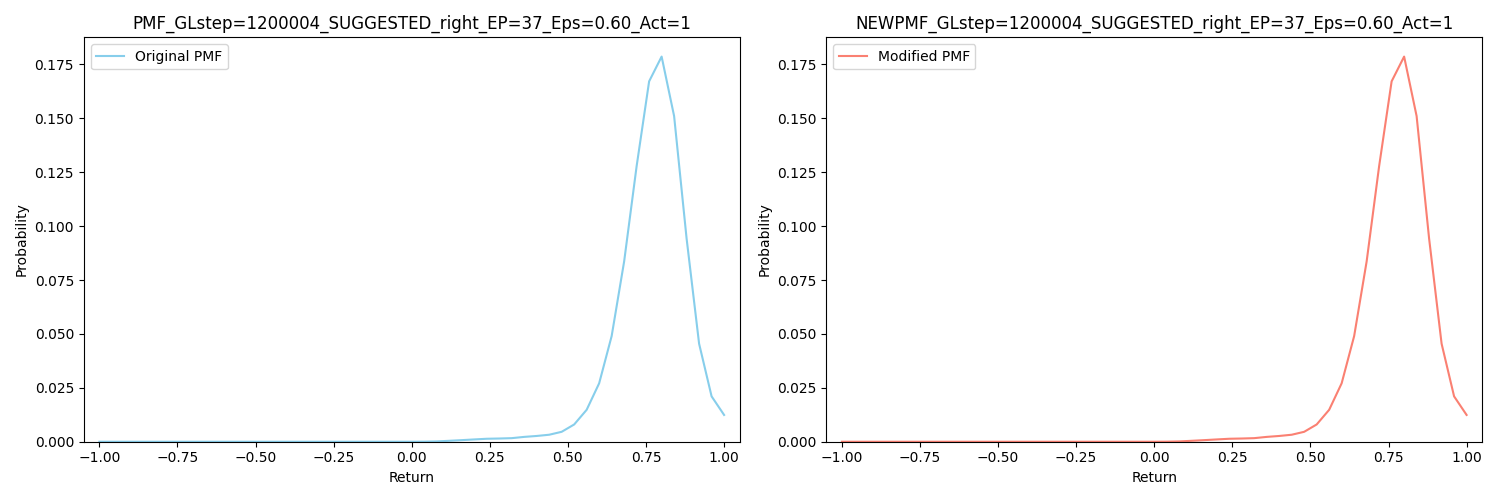 PMF_GLstep=1200004_SUGGESTED_right_EP=37_Eps=0.60_Act=1
Original PMF
0.175
0.150
0.125
0.100
0.075
0.050
0.025
0.000
Probability
−1.00 −0.75 −0.50 −0.25 0.00 0.25 0.50 0.75 1.00
Return
NEWPMF_GLstep=1200004_SUGGESTED_right_EP=37_Eps=0.60_Act=1
Modified PMF
0.175
0.150
0.125
0.100
0.075
0.050
0.025
0.000
Probability
−1.00 −0.75 −0.50 −0.25 0.00 0.25 0.50 0.75 1.00
Return